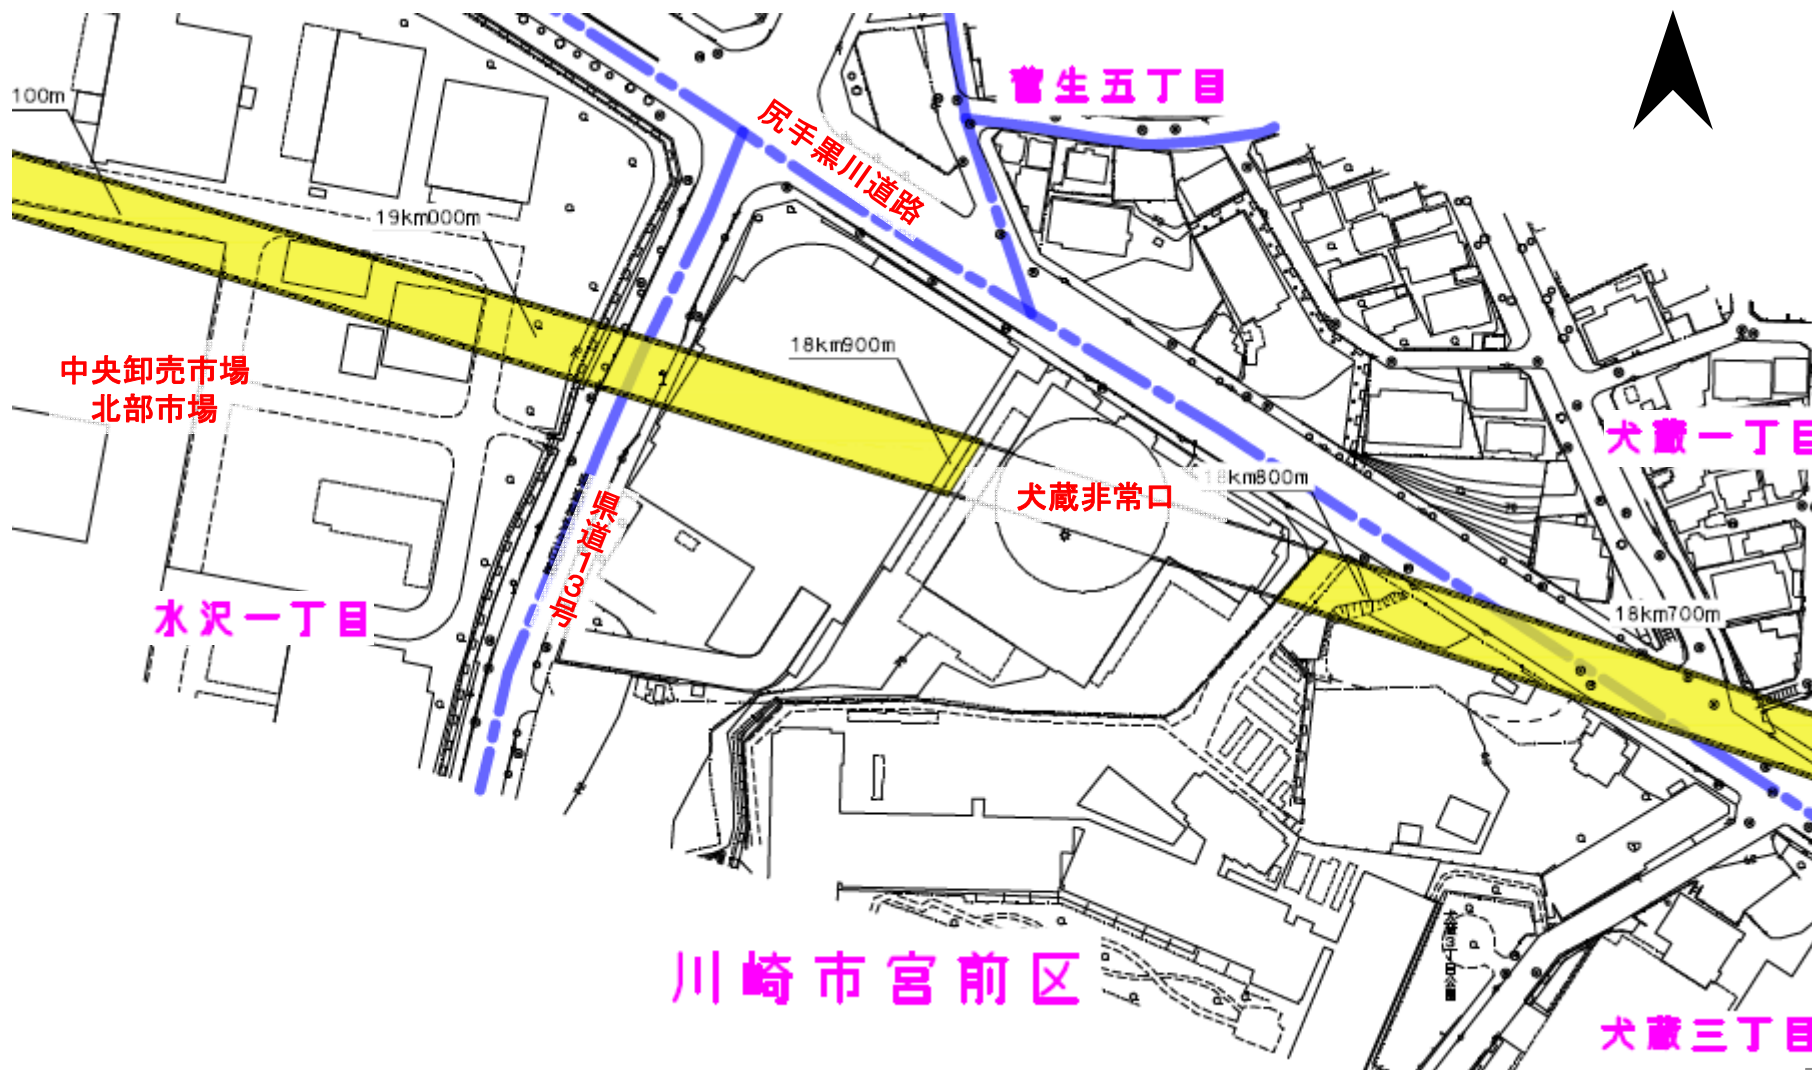 菅生五丁目
100m
尻手黒川道路
19km000m
18km900m
中央卸売市場
北部市場
犬蔵一丁目
18km800m
犬蔵非常口
県道13号
水沢一丁目
18km700m
川崎市宮前区
犬蔵三丁目